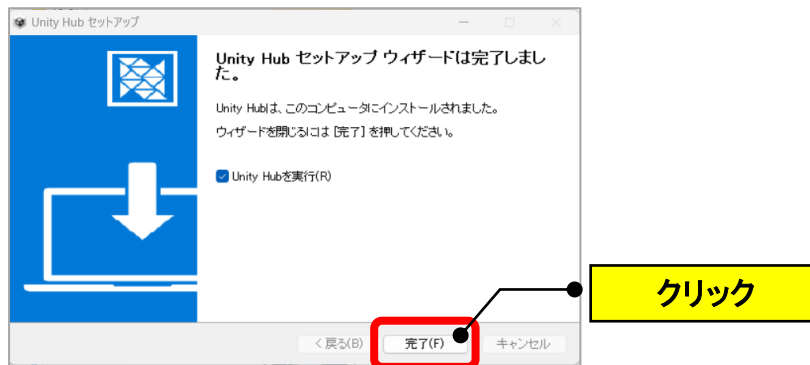 Unity Hub セットアップ
Unity Hub セットアップ ウィザードは完了しまし
た。
Unity Hubは、このコンピュータにインストールされました。
ウィザードを閉じるには [完了] を押してください。
Unity Hubを実行(R)
クリック
< 戻る(B)
完了(F)
キャンセル